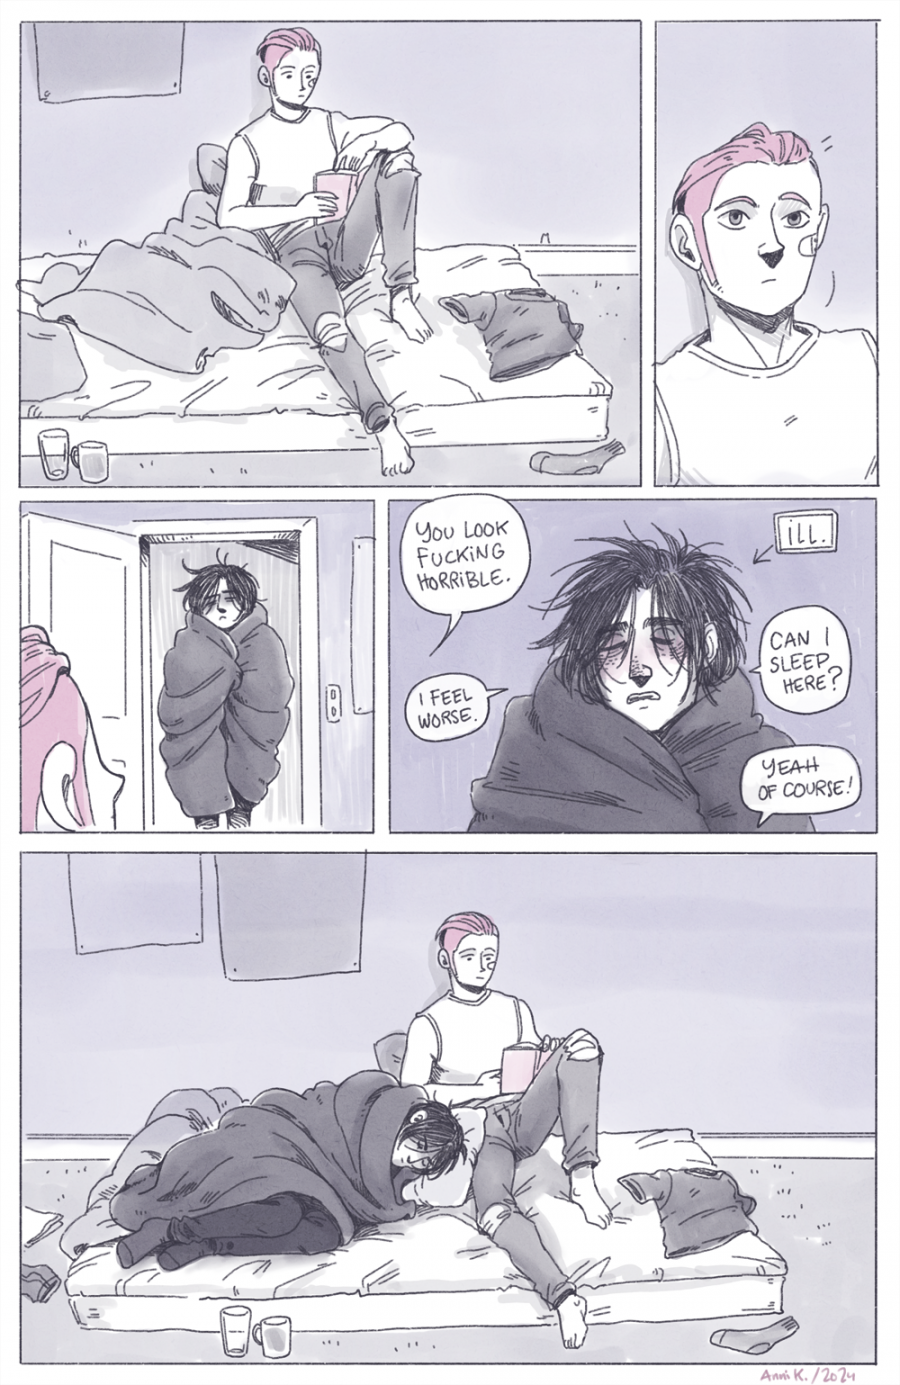 YOU LOOK
FUCKING
HORRIBLE.
ILL.
I FEEL
WORSE.
CAN I
SLEEP
HERE?
YEAH
OF COURSE!
Anni K. / 2024